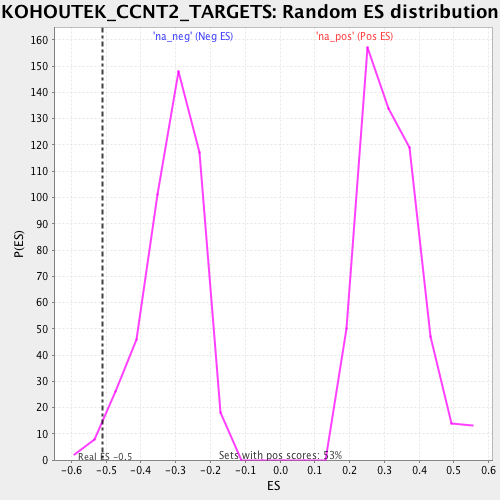 KOHOUTEK_CCNT2_TARGETS: Random ES distribution
'na_neg' (Neg ES) 'na_pos' (Pos ES)
160
150
140
130
120
110
100
90
80
70
60
50
40
30
20
10
0
P(ES)
Real ES -0.5 Sets with pos scores: 53%
-0.6 -0.5 -0.4 -0.3 -0.2 -0.1 0.0 0.1 0.2 0.3 0.4 0.5 0.6
ES